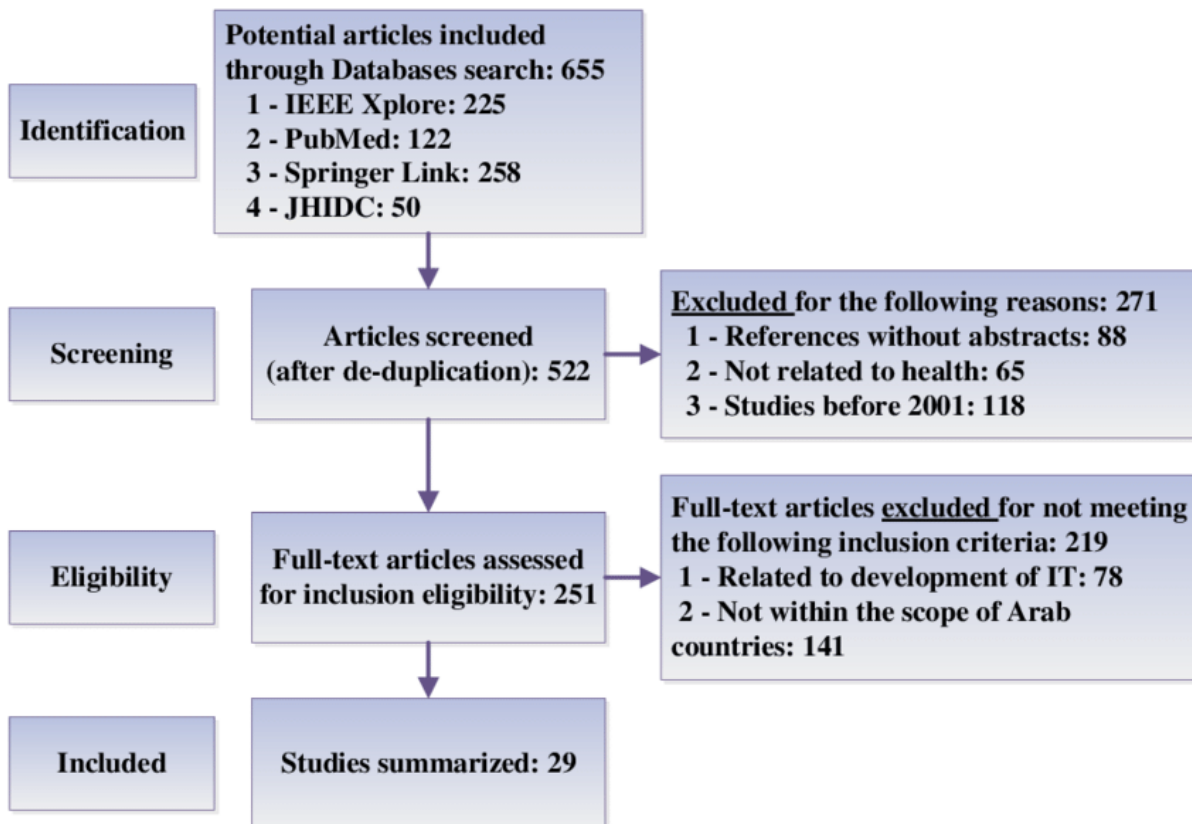 Identification
Potential articles included
through Databases search: 655
1 - IEEE Xplore: 225
2 - PubMed: 122
3 - Springer Link: 258
4 - JHIDC: 50
Screening
Articles screened
(after de-duplication): 522
Excluded for the following reasons: 271
1 - References without abstracts: 88
2 - Not related to health: 65
3 - Studies before 2001: 118
Eligibility
Full-text articles assessed
for inclusion eligibility: 251
Full-text articles excluded for not meeting
the following inclusion criteria: 219
1 - Related to development of IT: 78
2 - Not within the scope of Arab
countries: 141
Included
Studies summarized: 29